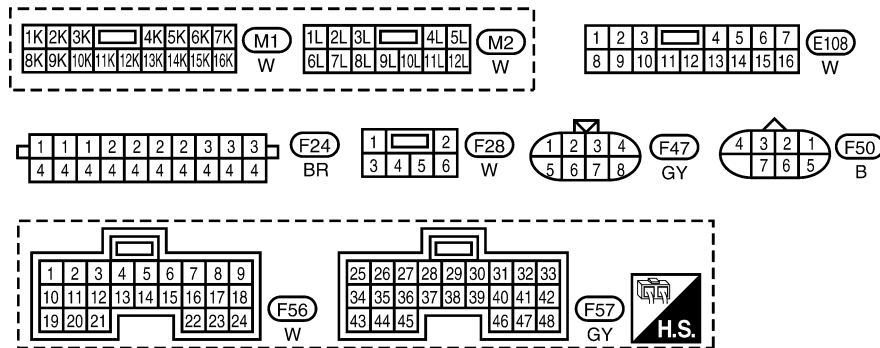 1K 2K 3K 4K 5K 6K 7K
8K 9K 10K 11K 12K 13K 14K 15K 16K
M1
W
1L 2L 3L 4L 5L
6L 7L 8L 9L 10L 11L 12L
M2
W
1 2 3 4 5 6 7
8 9 10 11 12 13 14 15 16
E108
W
1 1 1 2 2 2 2 3 3 3
4 4 4 4 4 4 4 4 4 4
F24
BR
1 2
3 4 5 6
F28
W
1 2 3 4
5 6 7 8
F47
GY
4 3 2 1
7 6 5
F50
B
1 2 3 4 5 6 7 8 9
10 11 12 13 14 15 16 17 18
19 20 21 22 23 24
F56
W
25 26 27 28 29 30 31 32 33
34 35 36 37 38 39 40 41 42
43 44 45 46 47 48
F57
GY
H.S.